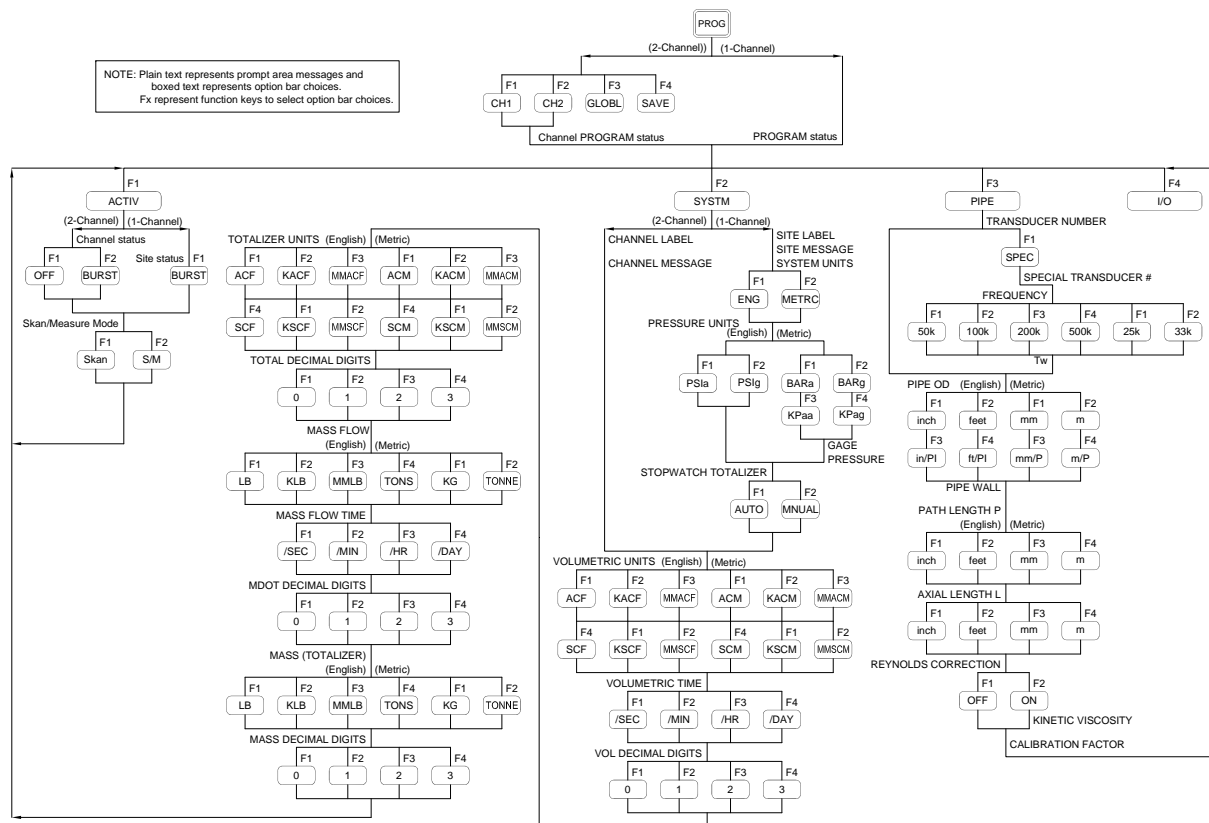 PROG
(2-Channel)) (1-Channel)
NOTE: Plain text represents prompt area messages and
boxed text represents option bar choices.
Fx represent function keys to select option bar choices.
F1 F2 F3 F4
CH1 CH2 GLOBL SAVE
Channel PROGRAM status
PROGRAM status
F1
ACTIV
(2-Channel) (1-Channel)
Channel status
F1 F2
OFF BURST
Site status F1
BURST
Skan/Measure Mode
F1 F2
Skan S/M
TOTALIZER UNITS (English) (Metric)
F1 F2 F3 F1 F2 F3
ACF KACF MMACF ACM KACM MMACM
F4 F1 F2 F4 F1 F2
SCF KSCF MMSCF SCM KSCM MMSCM
TOTAL DECIMAL DIGITS
F1 F2 F3 F4
0 1 2 3
MASS FLOW
(English) (Metric)
F1 F2 F3 F4 F1 F2
LB KLB MMLB TONS KG TONNE
MASS FLOW TIME
F1 F2 F3 F4
/SEC /MIN /HR /DAY
MDOT DECIMAL DIGITS
F1 F2 F3 F4
0 1 2 3
MASS (TOTALIZER)
(English) (Metric)
F1 F2 F3 F4 F1 F2
LB KLB MMLB TONS KG TONNE
MASS DECIMAL DIGITS
F1 F2 F3 F4
0 1 2 3
F2
SYSTM
(2-Channel) (1-Channel)
CHANNEL LABEL
CHANNEL MESSAGE
SITE LABEL
SITE MESSAGE
SYSTEM UNITS
F1 F2
ENG METRC
PRESSURE UNITS
(English) (Metric)
F1 F2 F1 F2
PSIa PSIg BARa BARg
F3 F4
KPaa KPag
GAGE
PRESSURE
STOPWATCH TOTALIZER
F1 F2
AUTO MNUAL
VOLUMETRIC UNITS (English) (Metric)
F1 F2 F3 F1 F2 F3
ACF KACF MMACF ACM KACM MMACM
F4 F1 F2 F4 F1 F2
SCF KSCF MMSCF SCM KSCM MMSCM
VOLUMETRIC TIME
F1 F2 F3 F4
/SEC /MIN /HR /DAY
VOL DECIMAL DIGITS
F1 F2 F3 F4
0 1 2 3
F3
PIPE
TRANSDUCER NUMBER
F1
SPEC
SPECIAL TRANSDUCER #
FREQUENCY
F1 F2 F3 F4 F1 F2
50k 100k 200k 500k 25k 33k
Tw
PIPE OD (English) (Metric)
F1 F2 F1 F2
inch feet mm m
F3 F4 F3 F4
in/PI ft/PI mm/P m/P
PIPE WALL
PATH LENGTH P
(English) (Metric)
F1 F2 F3 F4
inch feet mm m
AXIAL LENGTH L
F1 F2 F3 F4
inch feet mm m
REYNOLDS CORRECTION
F1 F2
OFF ON
KINETIC VISCOSITY
CALIBRATION FACTOR
F4
I/O